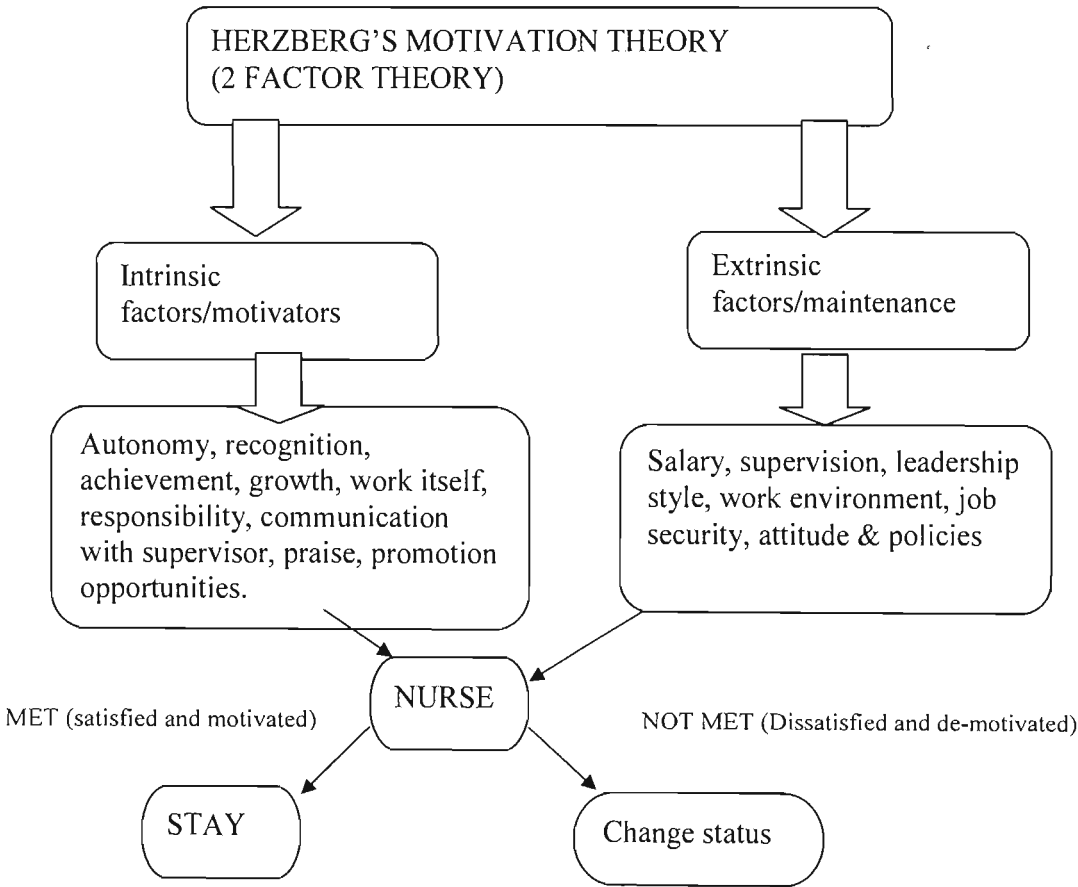 HERZBERG'S MOTIVATION THEORY
(2 FACTOR THEORY)
Intrinsic
factors/motivators
Extrinsic
factors/maintenance
Autonomy, recognition,
achievement, growth, work itself,
responsibility, communication
with supervisor, praise, promotion
opportunities.
Salary, supervision, leadership
style, work environment, job
security, attitude & policies
NURSE
MET (satisfied and motivated)
NOT MET (Dissatisfied and de-motivated)
STAY
Change status